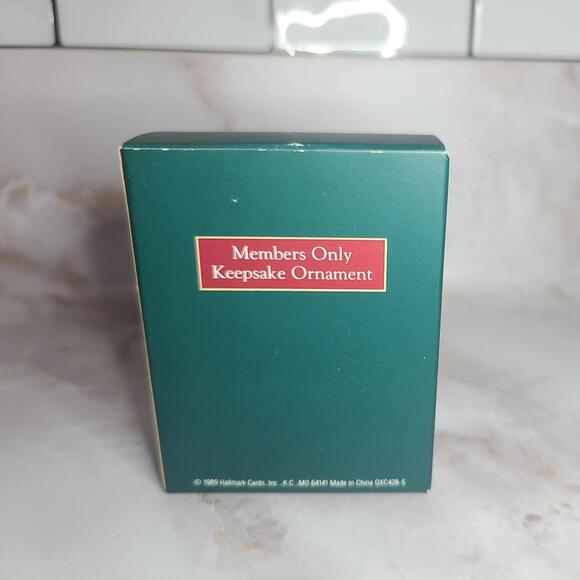 Members Only
Keepsake Ornament
© 1989 Hallmark Cards, Inc., K.C., MO 64141 Made in China QXC428-5